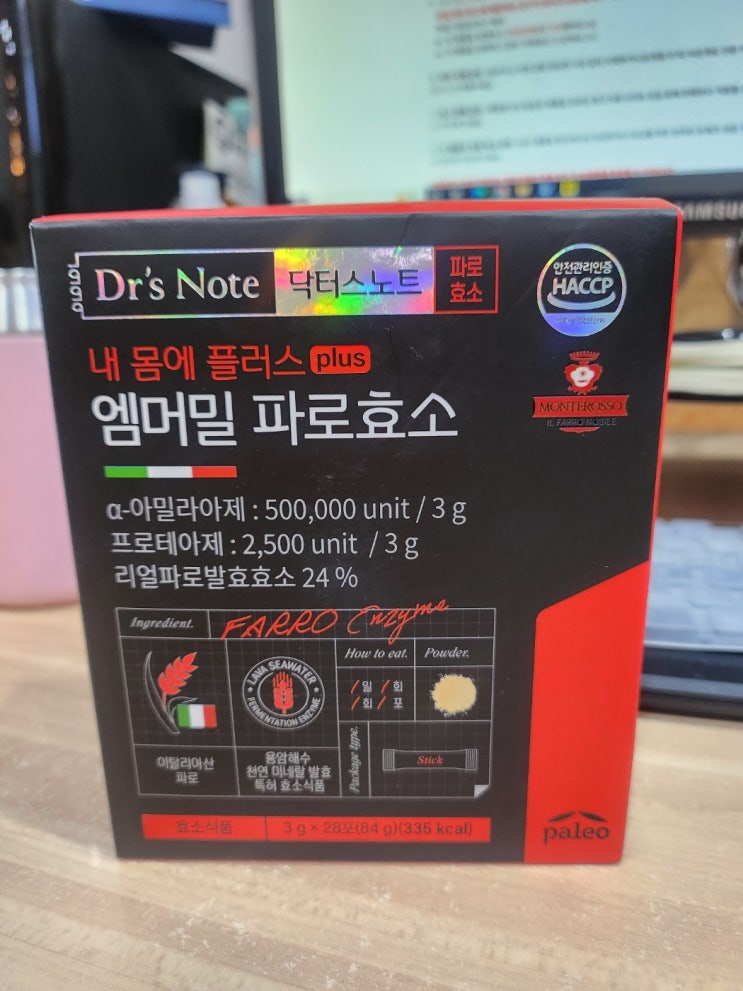 Dr's Note 닥터스노트 파로
효소
안전관리인증
HACCP
내 몸에 플러스 plus
엠머밀 파로효소
MONTEROSSO
IL FARRO NOBILE
α-아밀라아제 : 500,000 unit / 3 g
프로테아제 : 2,500 unit / 3 g
리얼파로발효효소 24 %
Ingredient.
FARRO Enzyme
How to eat.
Powder.
LAVA SEAWATER
FERMENTATION ENZYME
1일 1회
1회 1포
이탈리아산
파로
용암해수
천연 미네랄 발효
특허 효소식품
Package type.
Stick
효소식품
3 g × 28포(84 g)(335 kcal)
paleo